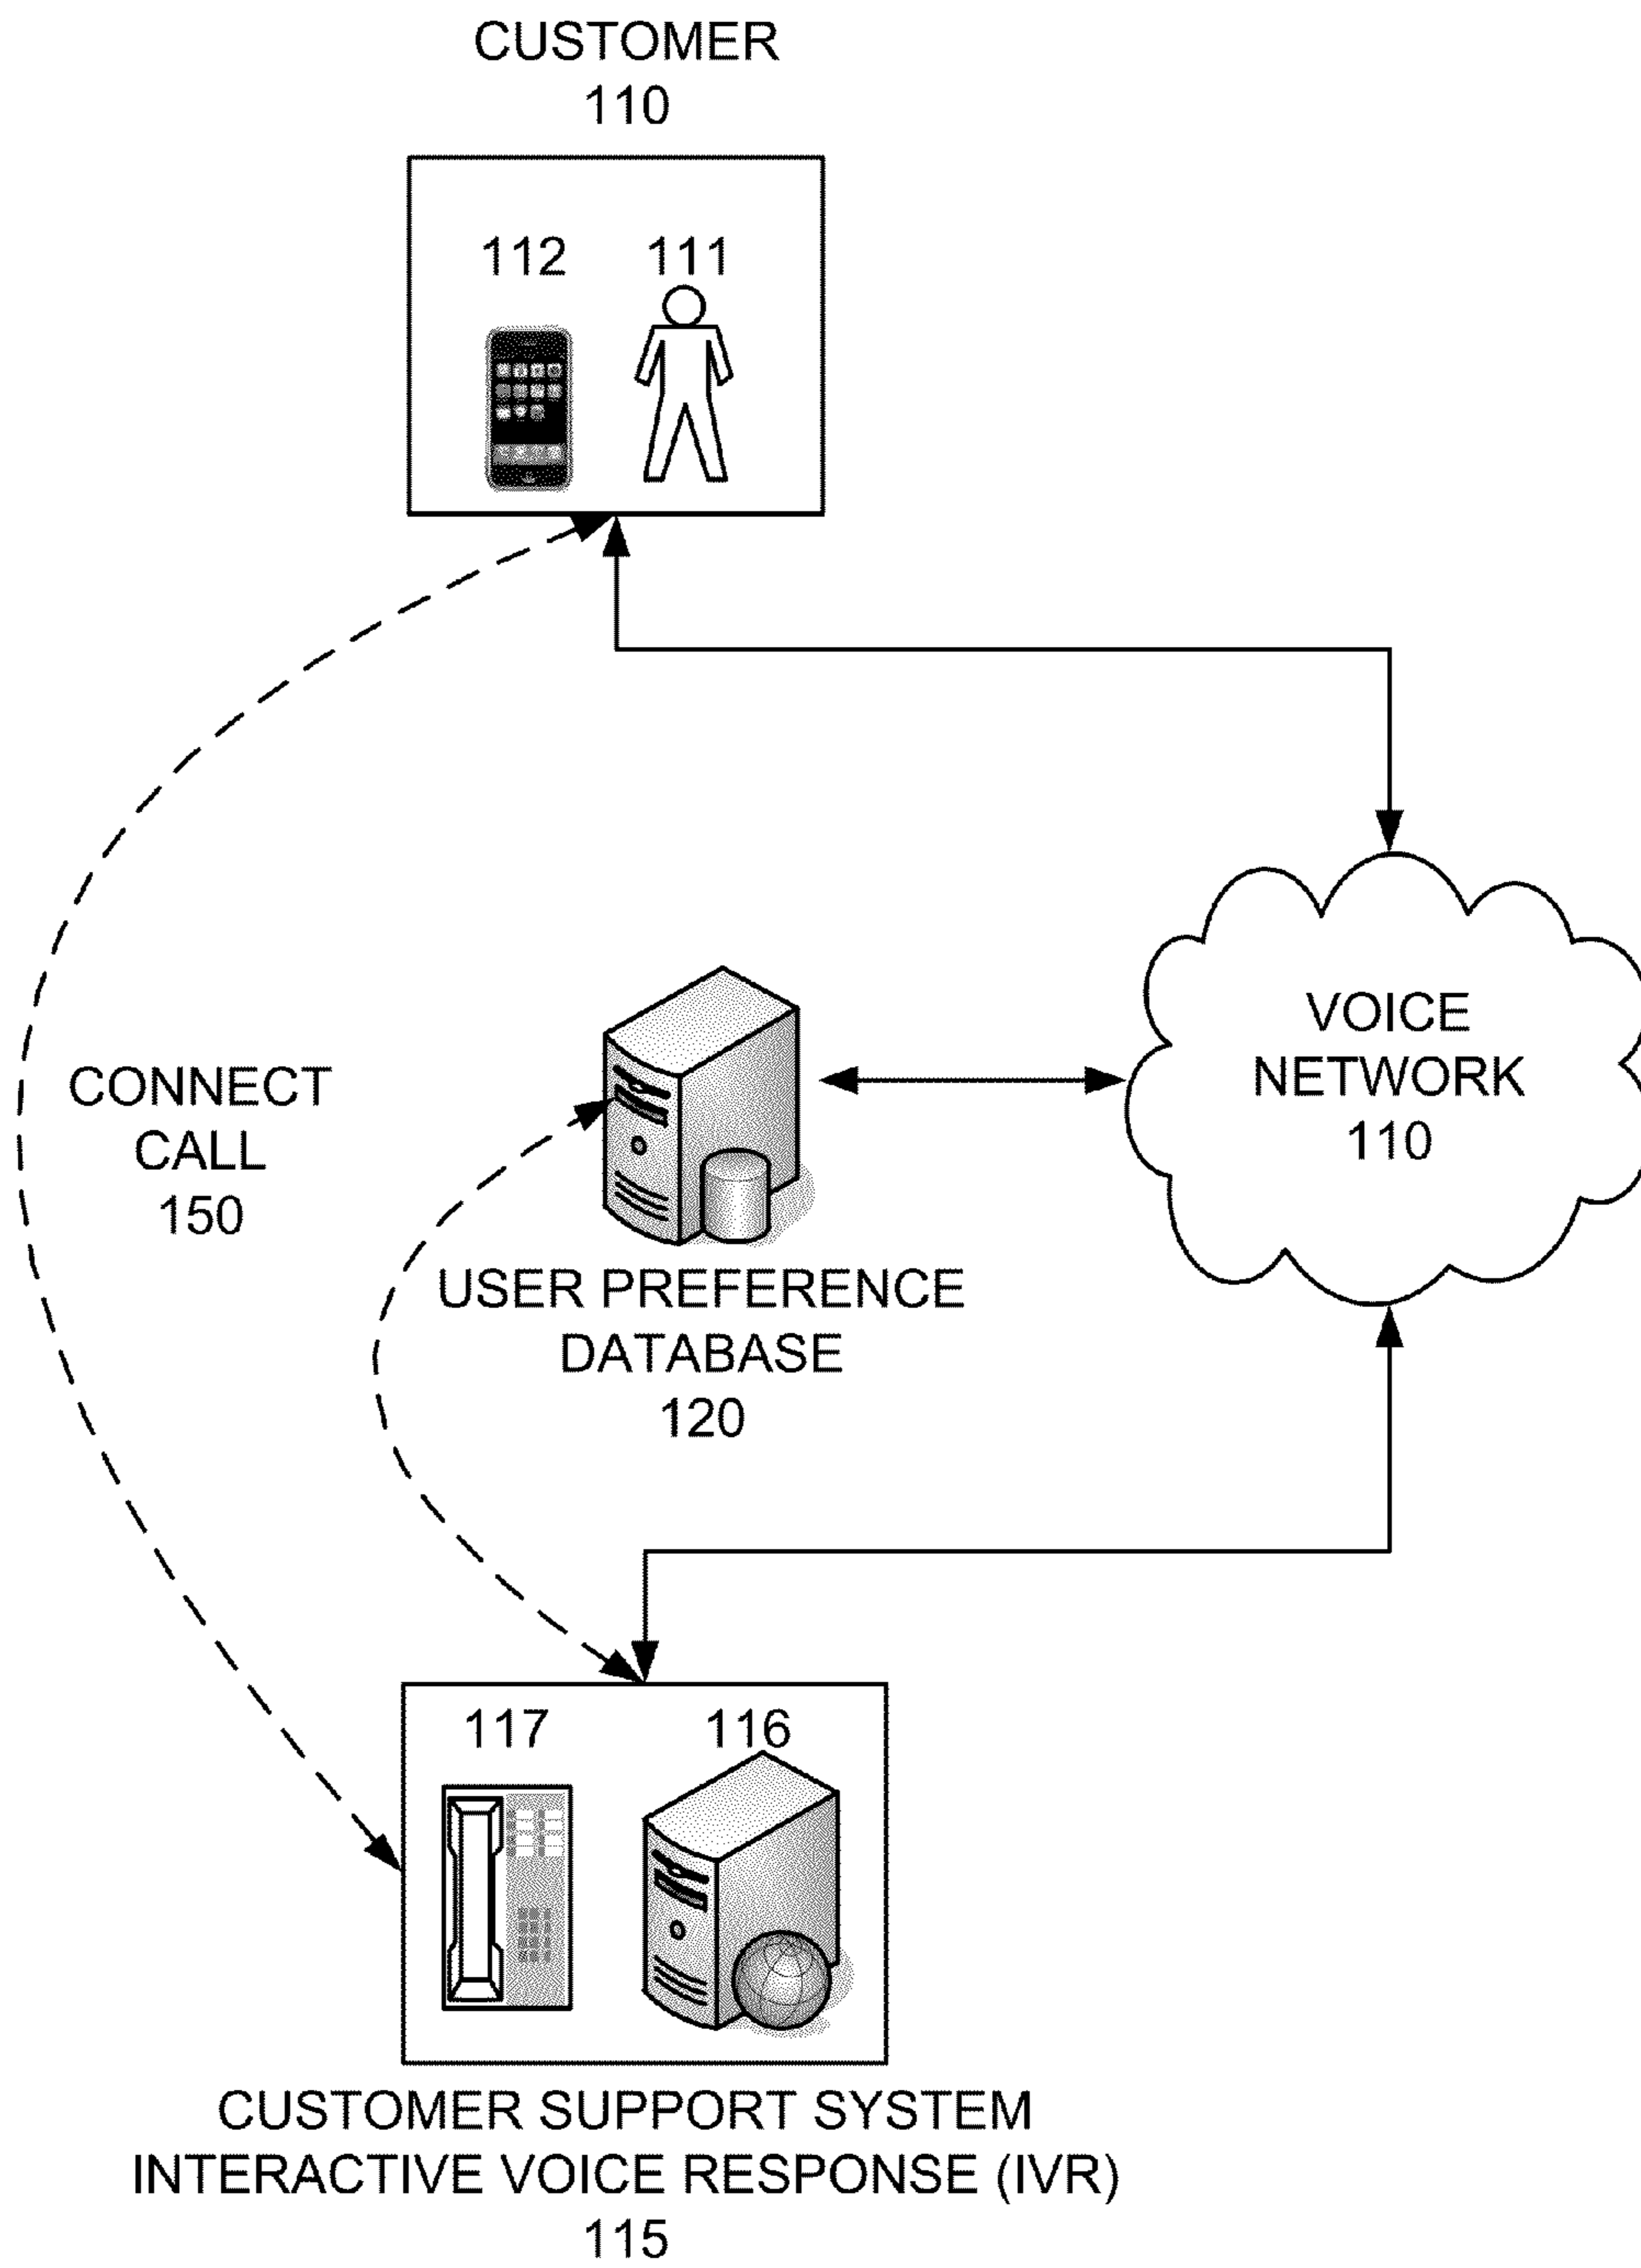 CUSTOMER
110
112
111
VOICE
NETWORK
110
CONNECT
CALL
150
USER PREFERENCE
DATABASE
120
117
116
CUSTOMER SUPPORT SYSTEM
INTERACTIVE VOICE RESPONSE (IVR)
115